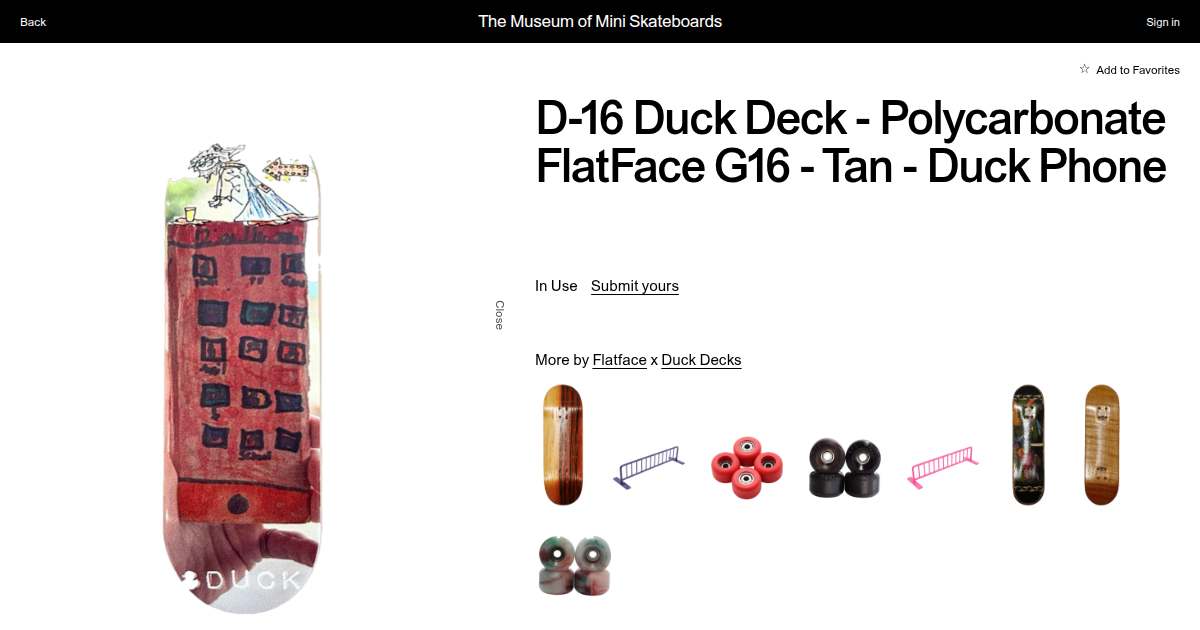 Back
The Museum of Mini Skateboards
Sign in
☆ Add to Favorites
D-16 Duck Deck - Polycarbonate
FlatFace G16 - Tan - Duck Phone
In Use Submit yours
Close
More by Flatface x Duck Decks
DUCK